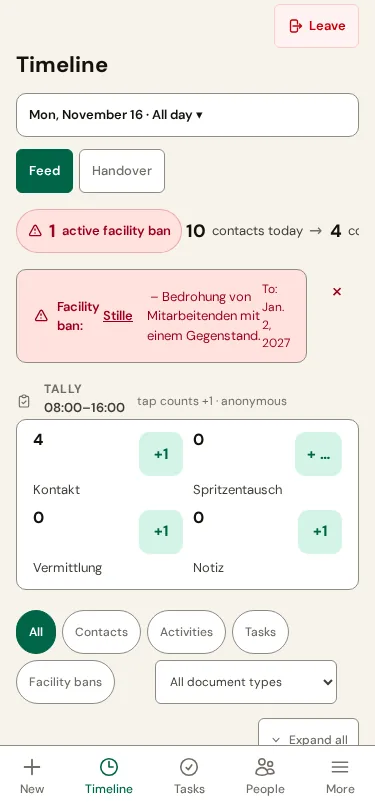 Leave
Timeline
Mon, November 16 · All day ▾
Feed
Handover
1 active facility ban
10 contacts today → 4 cc
Facility ban:
Stille
– Bedrohung von
Mitarbeitenden mit
einem Gegenstand.
To:
Jan.
2,
2027
×
TALLY
08:00–16:00
tap counts +1 · anonymous
4
+1
Kontakt
0
+ ...
Spritzentausch
0
+1
Vermittlung
0
+1
Notiz
All
Contacts
Activities
Tasks
Facility bans
All document types
Expand all
New
Timeline
Tasks
People
More